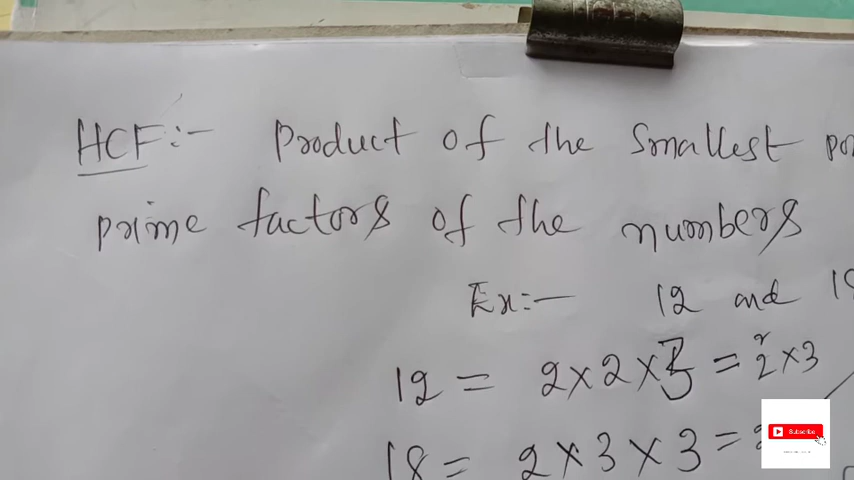 HCF:- Product of the smallest
prime factors of the numbers
Ex:- 12 and
12 = 2×2×3 = 2²×3
18 = 2×3×3 =
Subscribe